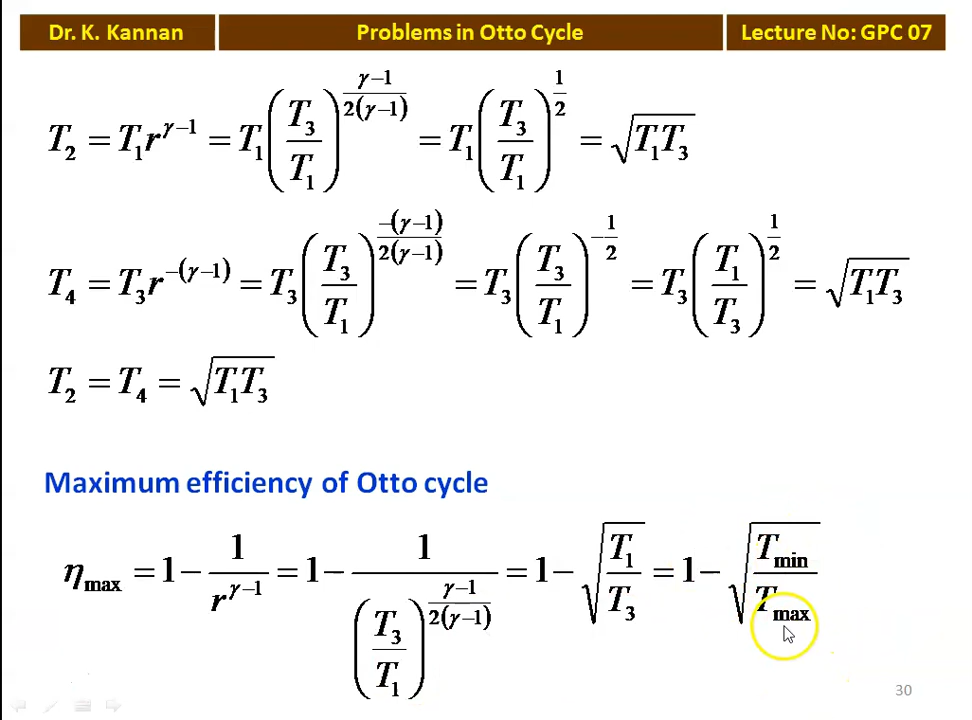 Dr. K. Kannan Problems in Otto Cycle Lecture No: GPC 07
T₂ = T₁r^(γ−1) = T₁(T₃/T₁)^((γ−1)/(2(γ−1))) = T₁(T₃/T₁)^(1/2) = √(T₁T₃)
T₄ = T₃r^(−(γ−1)) = T₃(T₃/T₁)^(−(γ−1)/(2(γ−1))) = T₃(T₃/T₁)^(−1/2) = T₃(T₁/T₃)^(1/2) = √(T₁T₃)
T₂ = T₄ = √(T₁T₃)
Maximum efficiency of Otto cycle
η_max = 1 − 1/r^(γ−1) = 1 − 1/(T₃/T₁)^((γ−1)/(2(γ−1))) = 1 − √(T₁/T₃) = 1 − √(T_min/T_max)
30